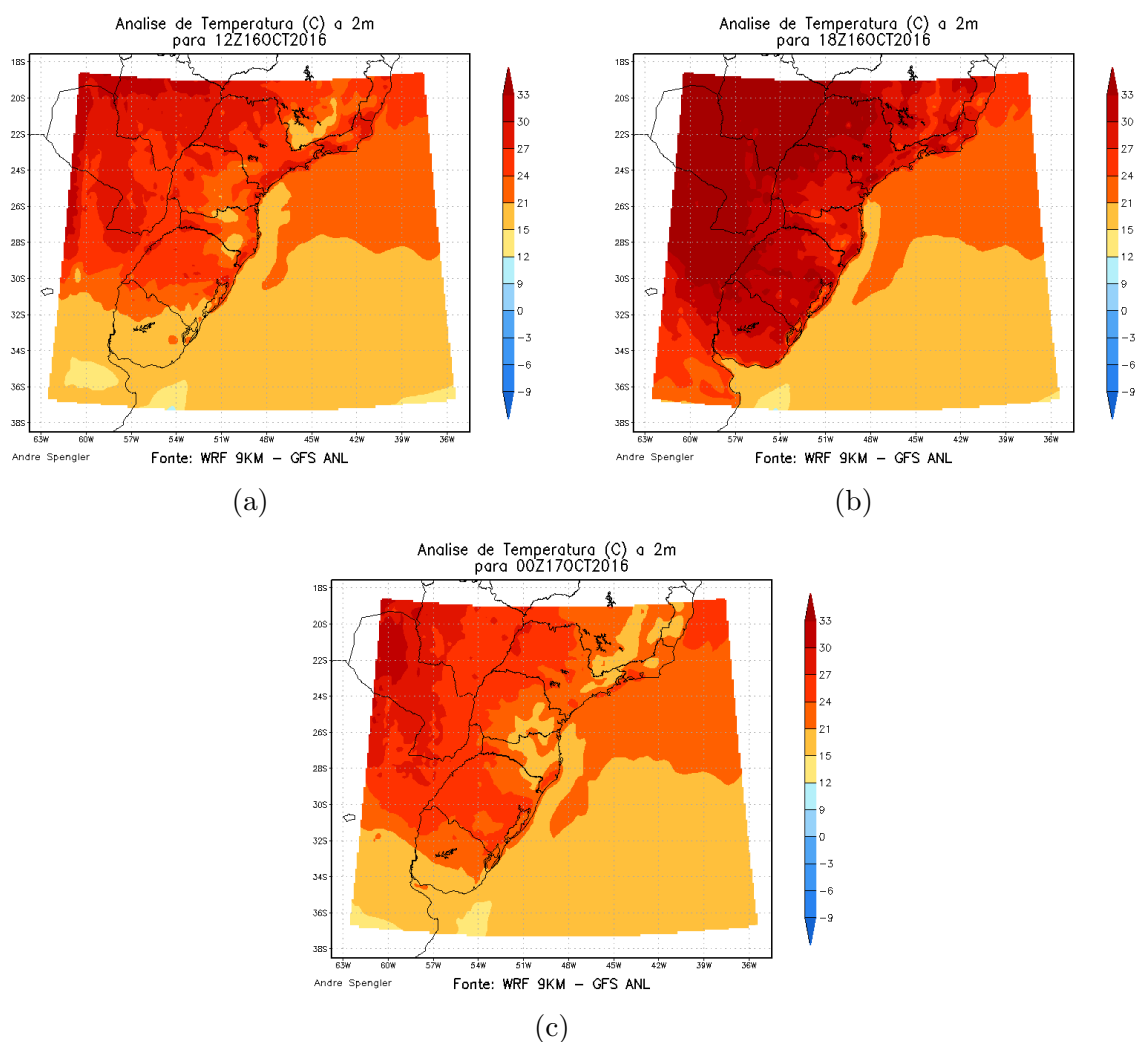 Analise de Temperatura (C) a 2m
para 12Z16OCT2016
18S
20S
22S
24S
26S
28S
30S
32S
34S
36S
38S
63W 60W 57W 54W 51W 48W 45W 42W 39W 36W
33
30
27
24
21
15
12
9
0
−3
−6
−9
Andre Spengler
Fonte: WRF 9KM − GFS ANL
(a)
Analise de Temperatura (C) a 2m
para 18Z16OCT2016
18S
20S
22S
24S
26S
28S
30S
32S
34S
36S
38S
63W 60W 57W 54W 51W 48W 45W 42W 39W 36W
33
30
27
24
21
15
12
9
0
−3
−6
−9
Andre Spengler
Fonte: WRF 9KM − GFS ANL
(b)
Analise de Temperatura (C) a 2m
para 00Z17OCT2016
18S
20S
22S
24S
26S
28S
30S
32S
34S
36S
38S
63W 60W 57W 54W 51W 48W 45W 42W 39W 36W
33
30
27
24
21
15
12
9
0
−3
−6
−9
Andre Spengler
Fonte: WRF 9KM − GFS ANL
(c)